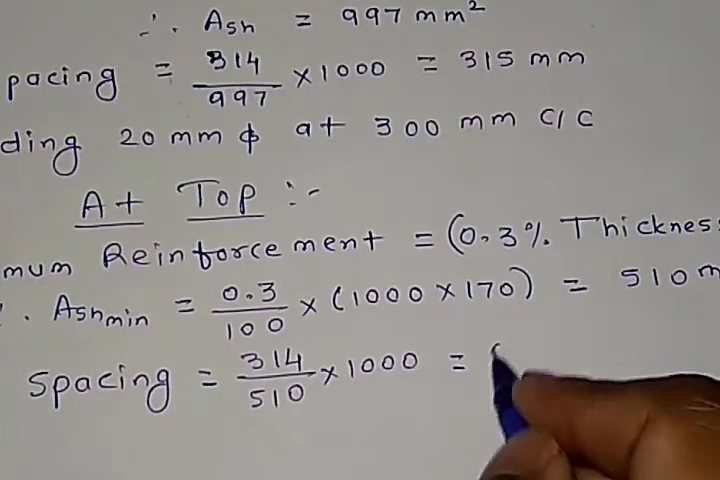 ∴ Ash = 997 mm²
pacing = 314/997 × 1000 = 315 mm
ding 20 mm ϕ at 300 mm C/C
At Top :-
mum Reinforcement = (0.3% Thicknes
∴ Ashmin = 0.3/100 × (1000 × 170) = 510 m
Spacing = 314/510 × 1000 =